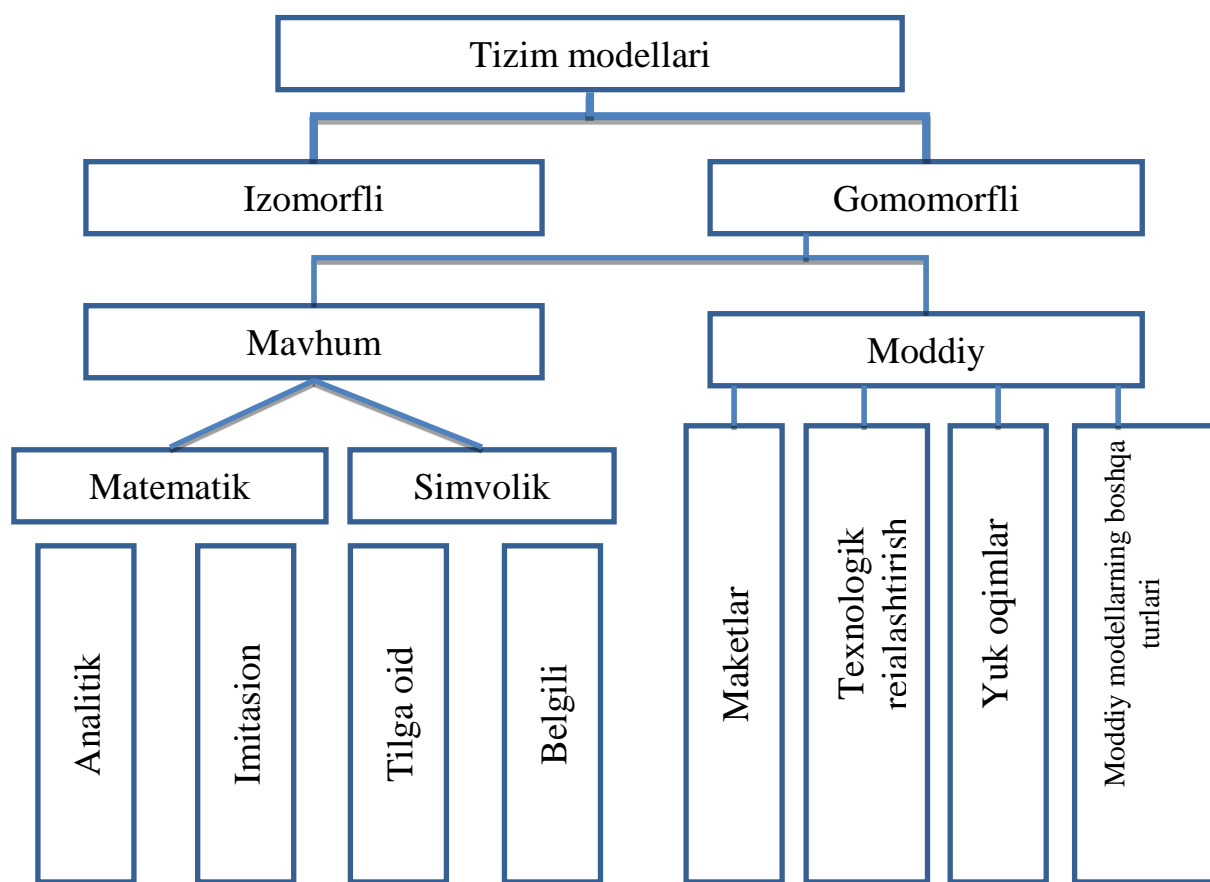 Tizim modellari
Izomorfli
Gomomorfli
Mavhum
Moddiy
Matematik
Simvolik
Analitik
Imitasion
Tilga oid
Belgili
Maketlar
Texnologik
rejalashtirish
Yuk oqimlar
Moddiy modellarning boshqa
turlari